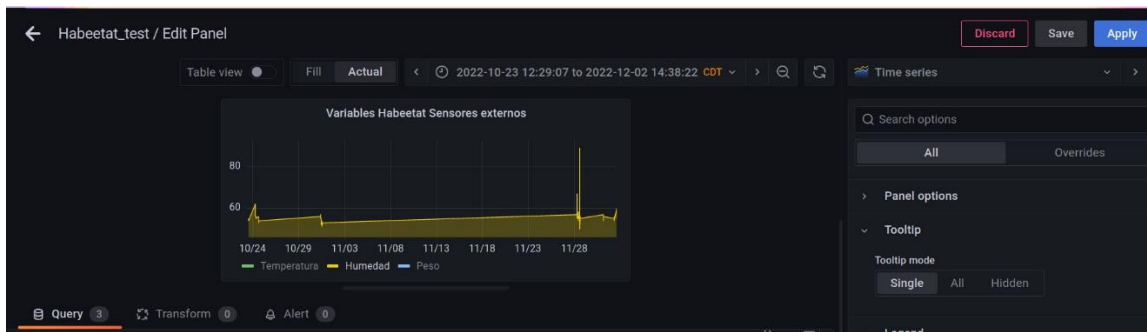 Habeetat_test / Edit Panel
Discard
Save
Apply
Table view
Fill
Actual
2022-10-23 12:29:07 to 2022-12-02 14:38:22 CDT
Time series
Variables Habeetat Sensores externos
80
60
10/24 10/29 11/03 11/08 11/13 11/18 11/23 11/28
Temperatura Humedad Peso
Search options
All
Overrides
Panel options
Tooltip
Tooltip mode
Single All Hidden
Legend
Query 3
Transform 0
Alert 0